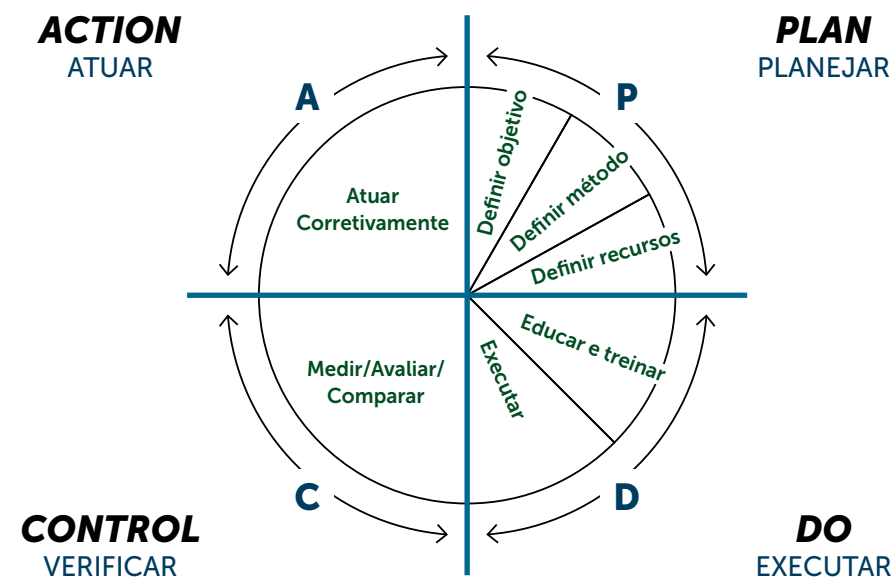 ACTION
ATUAR
PLAN
PLANEJAR
A
P
Definir objetivo
Definir método
Definir recursos
Atuar
Corretivamente
Educar e treinar
Executar
Medir/Avaliar/
Comparar
C
D
CONTROL
VERIFICAR
DO
EXECUTAR